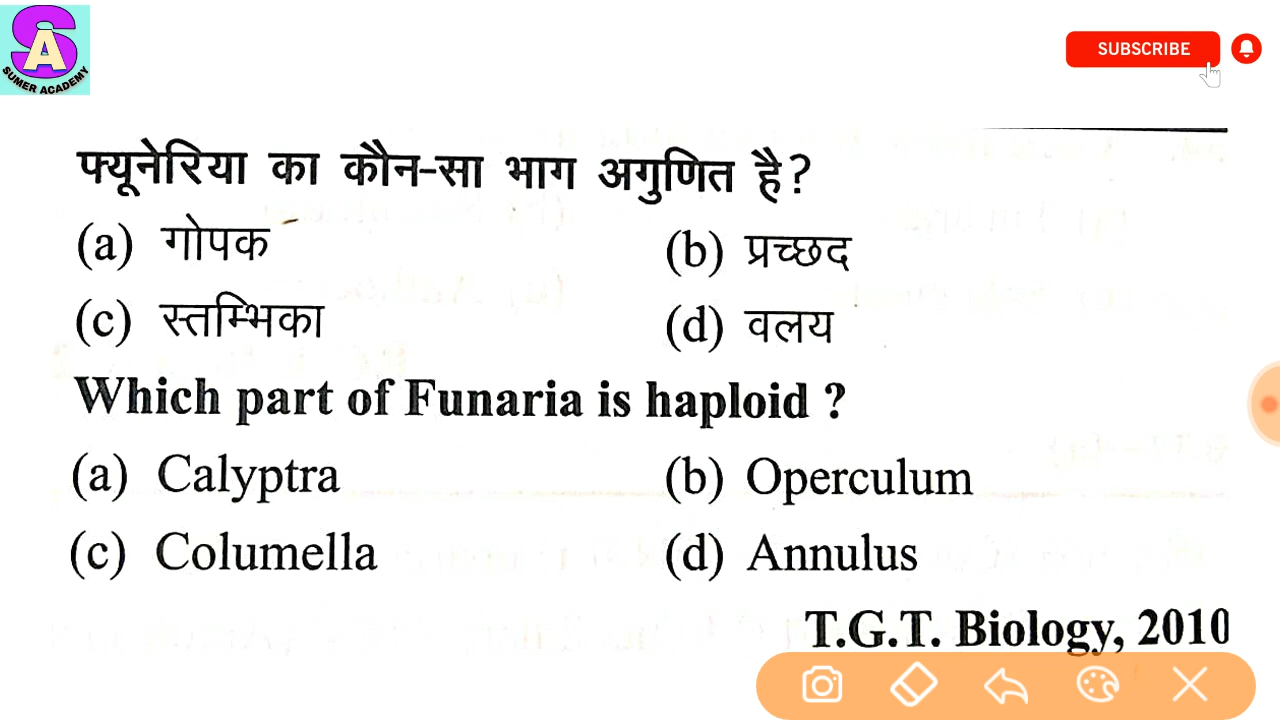 SA
SUMER ACADEMY
SUBSCRIBE
फ्यूनेरिया का कौन-सा भाग अगुणित है?
(a) गोपक (b) प्रच्छद
(c) स्तम्भिका (d) वलय
Which part of Funaria is haploid ?
(a) Calyptra (b) Operculum
(c) Columella (d) Annulus
T.G.T. Biology, 2010